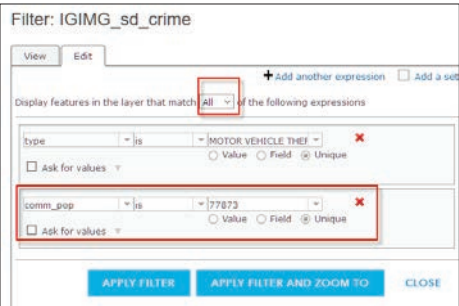 Filter: IGIMG_sd_crime
View Edit
Add another expression Add a set
Display features in the layer that match All of the following expressions
type is MOTOR VEHICLE THEF
Value Field Unique
Ask for values
comm_pop is 77873
Value Field Unique
Ask for values
APPLY FILTER APPLY FILTER AND ZOOM TO CLOSE